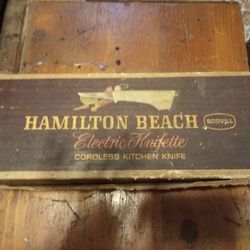 HAMILTON BEACH SCOVILL
Electric Knifette
CORDLESS KITCHEN KNIFE